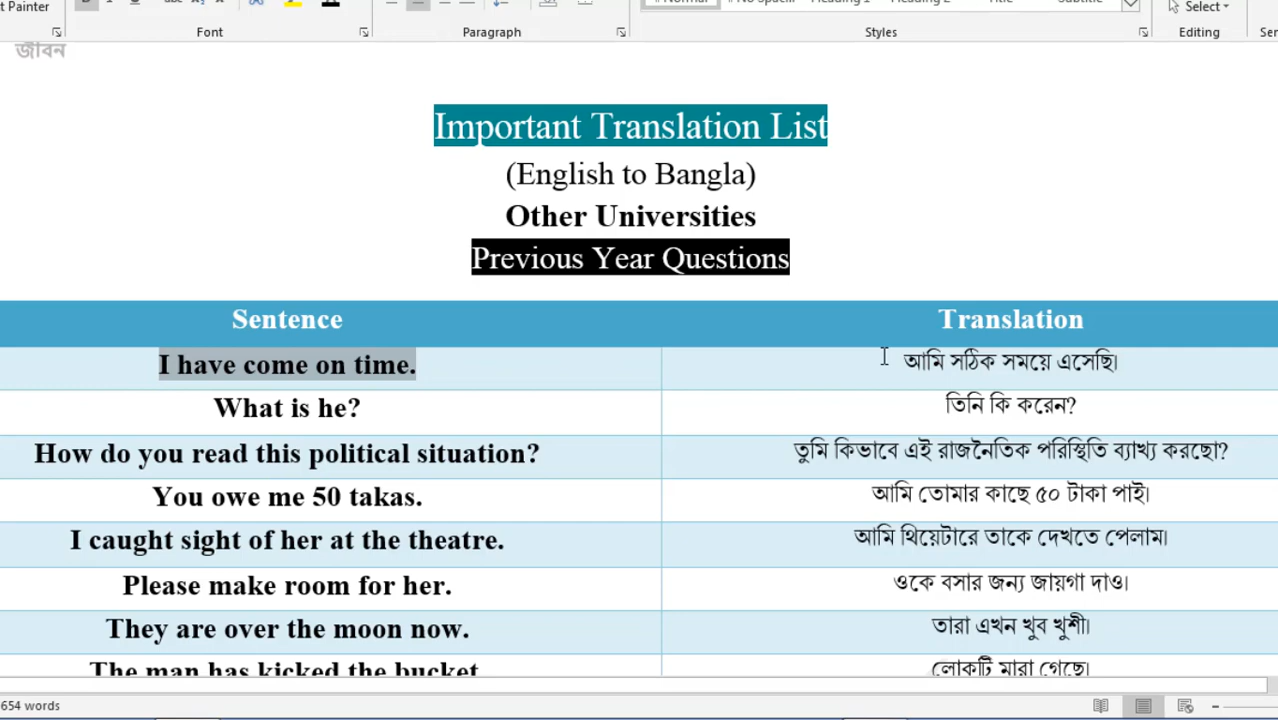 Painter
Select
Font
Paragraph
Styles
Editing
জীবন
Important Translation List
(English to Bangla)
Other Universities
Previous Year Questions
Sentence Translation
I have come on time. আমি সঠিক সময়ে এসেছি।
What is he? তিনি কি করেন?
How do you read this political situation? তুমি কিভাবে এই রাজনৈতিক পরিস্থিতি ব্যাখ্য করছো?
You owe me 50 takas. আমি তোমার কাছে ৫০ টাকা পাই।
I caught sight of her at the theatre. আমি থিয়েটারে তাকে দেখতে পেলাম।
Please make room for her. ওকে বসার জন্য জায়গা দাও।
They are over the moon now. তারা এখন খুব খুশী।
The man has kicked the bucket লোকটি মারা গেছে।
654 words